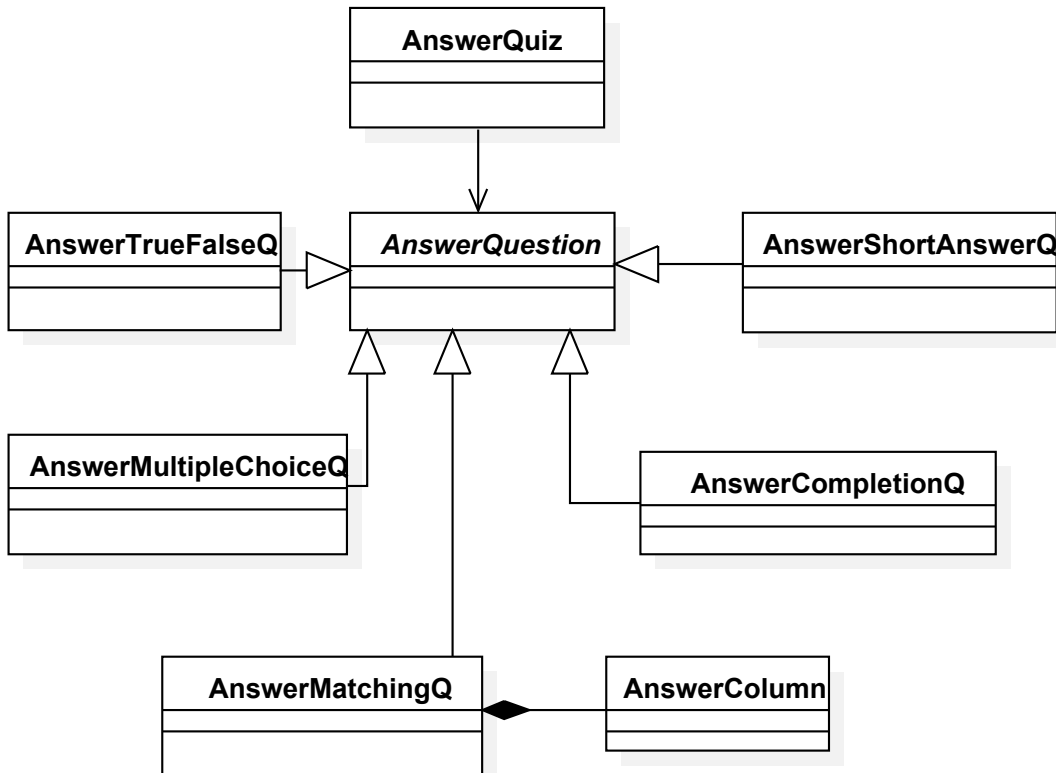 AnswerQuiz
AnswerTrueFalseQ
AnswerQuestion
AnswerShortAnswerQ
AnswerMultipleChoiceQ
AnswerCompletionQ
AnswerMatchingQ
AnswerColumn